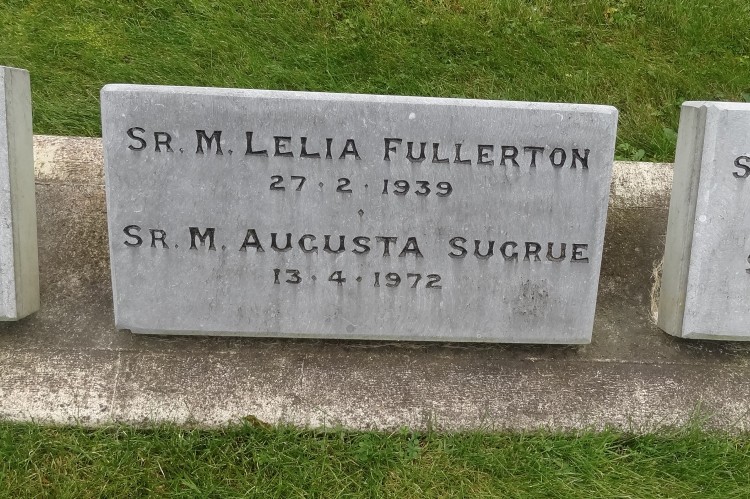 Sr. M. Lelia Fullerton
27 · 2 · 1939
Sr. M. Augusta Sugrue
13 · 4 · 1972